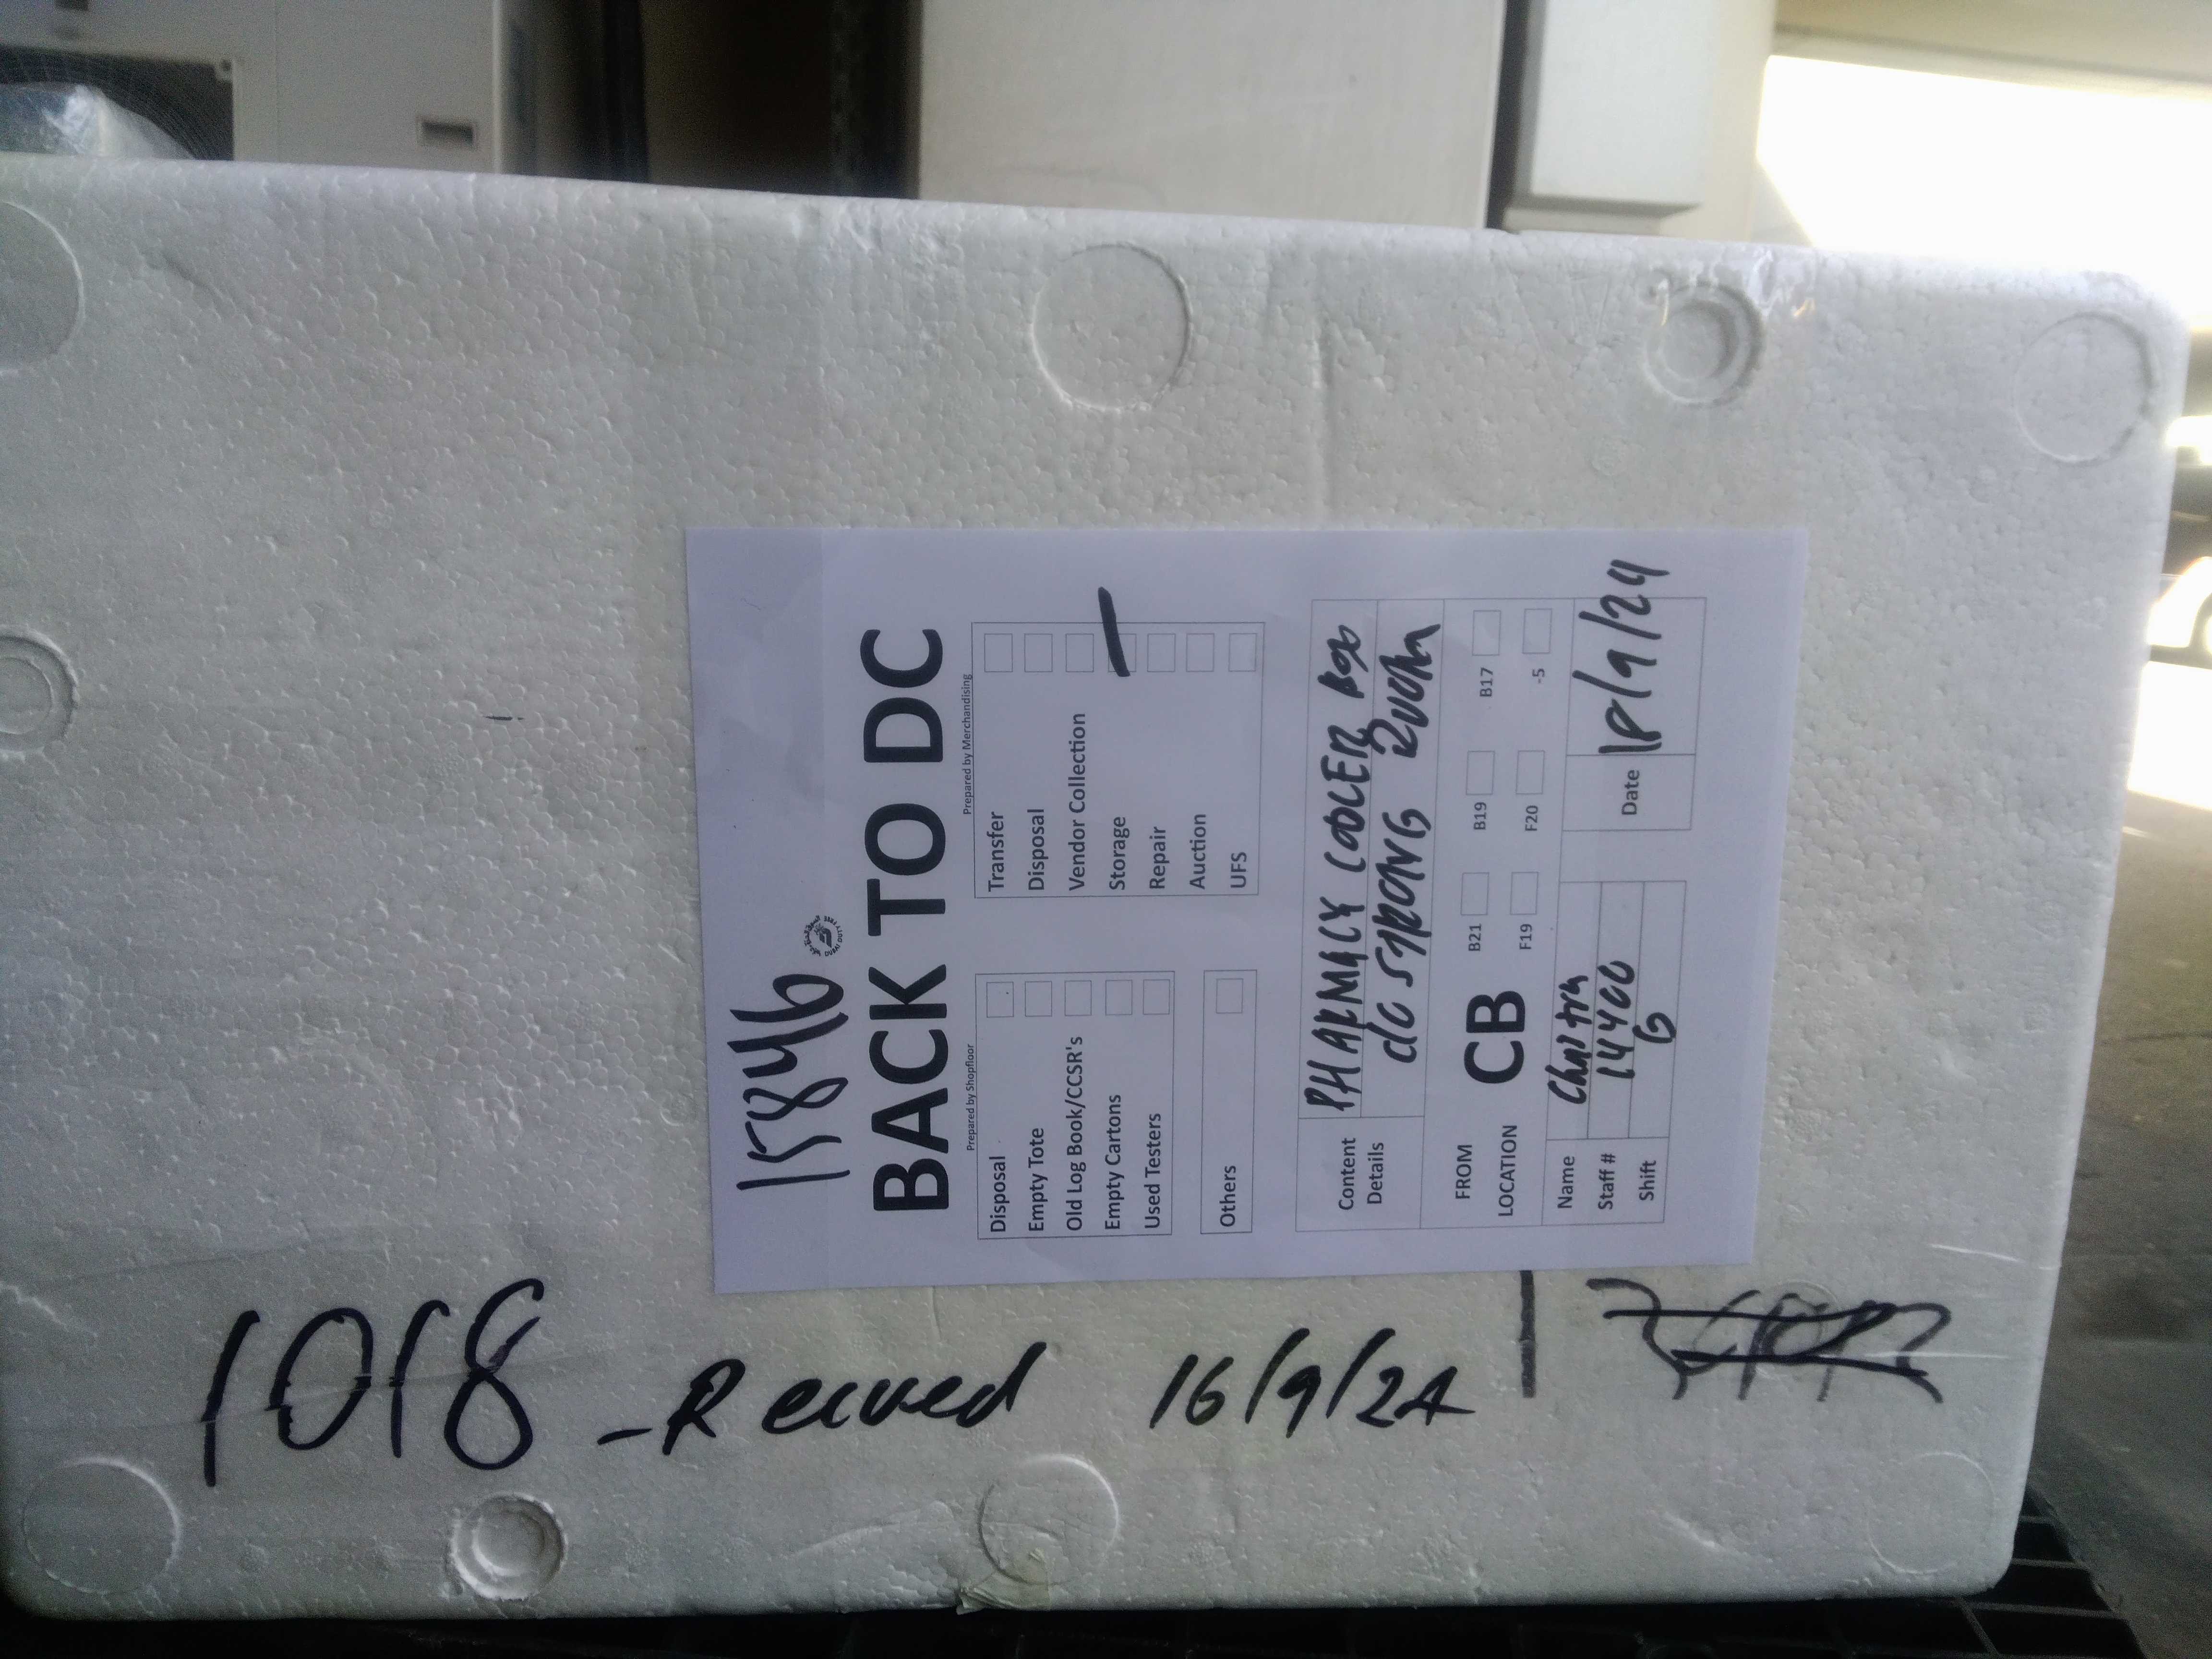 15846
BACK TO DC
Prepared by Shopfloor
Disposal
Empty Tote
Old Log Book/CCSR's
Empty Cartons
Used Testers
Others
Prepared by Merchandising
Transfer
Disposal
Vendor Collection
Storage
Repair
Auction
UFS
Content Details PHARMACY COOLER BOX
DC STRONG ROOM
FROM LOCATION CB
B21 B19 B17
F19 F20 -5
Name
Staff # 14400
Shift G
Date /9/24
1018 - Received 16/9/24